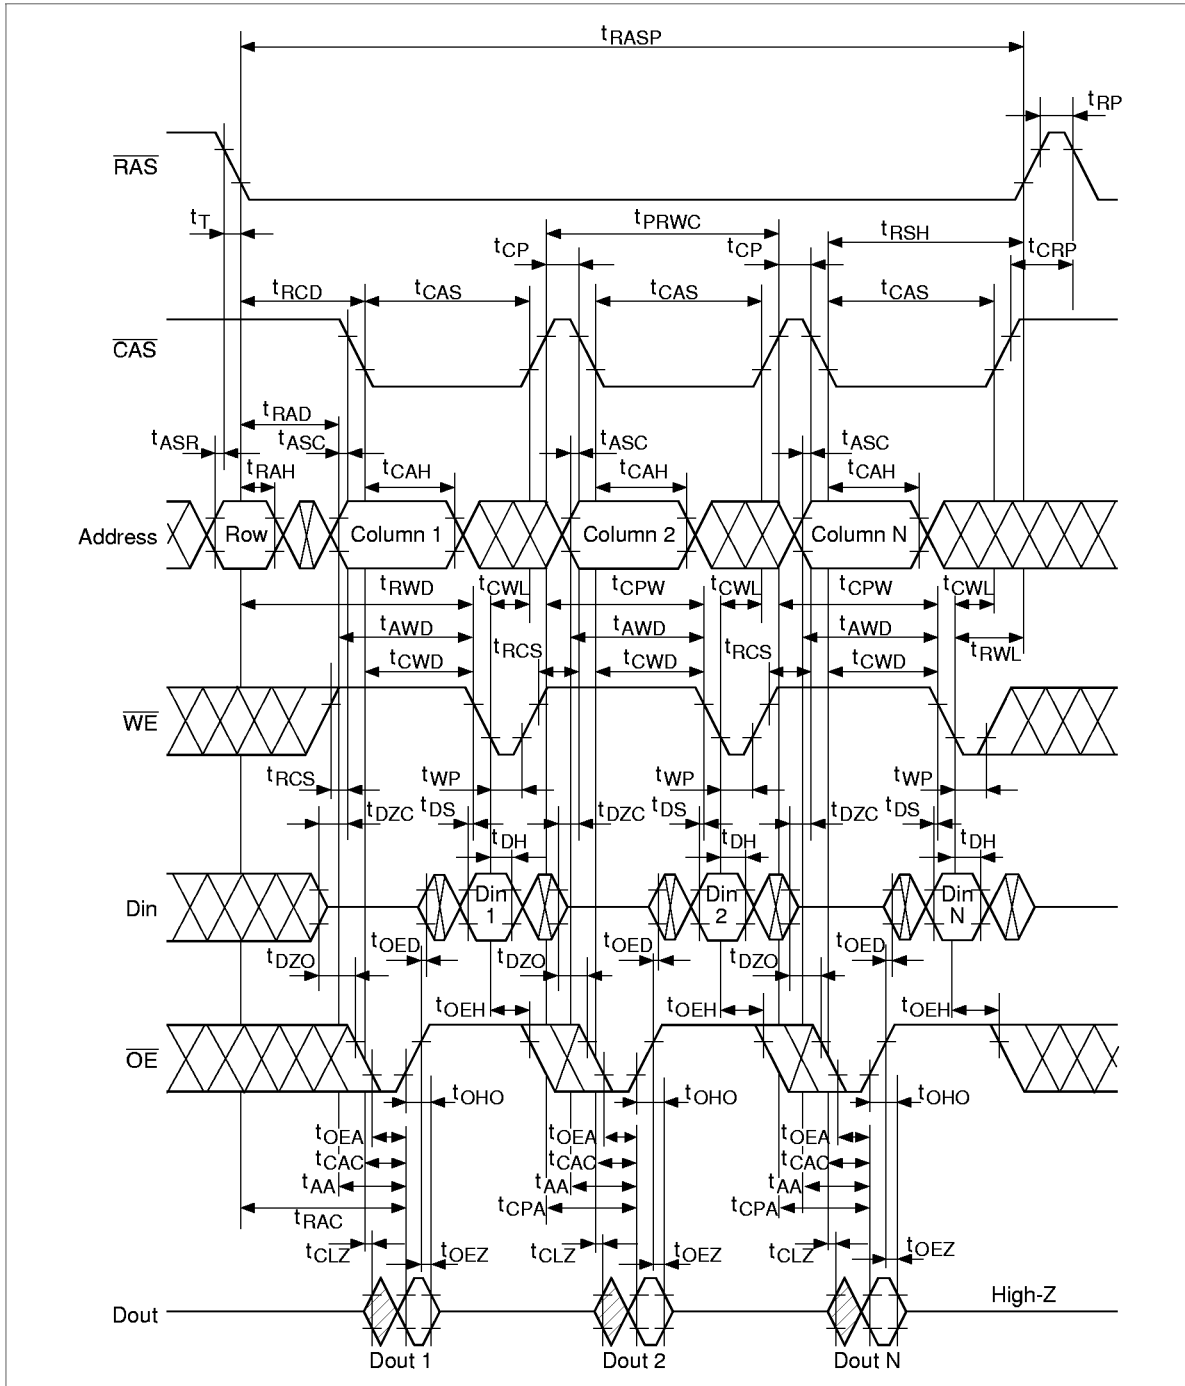 tRASP
tRP
RAS
tT
tPRWC
tRSH
tCP
tCP
tCRP
tRCD
tCAS
tCAS
tCAS
CAS
tRAD
tASR
tASC
tASC
tASC
tRAH
tCAH
tCAH
tCAH
Address
Row
Column 1
Column 2
Column N
tRWD
tCWL
tCPW
tCWL
tCPW
tCWL
tAWD
tAWD
tAWD
tRCS
tRCS
tRWL
tCWD
tCWD
tCWD
WE
tRCS
tWP
tWP
tWP
tDZC
tDS
tDZC
tDS
tDZC
tDS
tDH
tDH
tDH
Din
Din 1
Din 2
Din N
tOED
tOED
tOED
tDZO
tDZO
tDZO
tOEH
tOEH
tOEH
OE
tOHO
tOHO
tOHO
tOEA
tOEA
tOEA
tCAC
tCAC
tCAC
tAA
tAA
tAA
tRAC
tCPA
tCPA
tCLZ
tOEZ
tCLZ
tOEZ
tCLZ
tOEZ
High-Z
Dout
Dout 1
Dout 2
Dout N